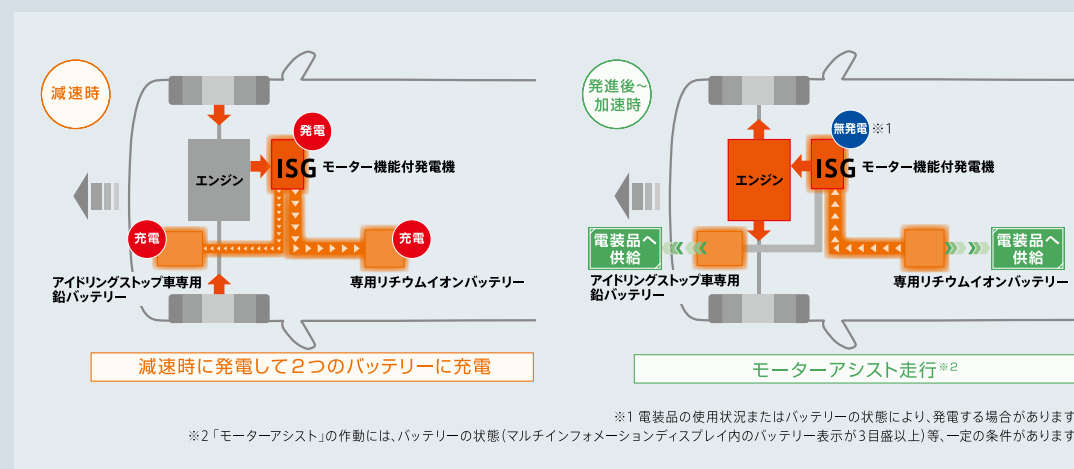 減速時
発電
ISG モーター機能付発電機
エンジン
充電
充電
アイドリングストップ車専用
鉛バッテリー
専用リチウムイオンバッテリー
減速時に発電して2つのバッテリーに充電
発進後～
加速時
無発電 ※1
ISG モーター機能付発電機
エンジン
電装品へ
供給
電装品へ
供給
アイドリングストップ車専用
鉛バッテリー
専用リチウムイオンバッテリー
モーターアシスト走行※2
※1 電装品の使用状況またはバッテリーの状態により、発電する場合があります
※2「モーターアシスト」の作動には、バッテリーの状態(マルチインフォメーションディスプレイ内のバッテリー表示が3目盛以上)等、一定の条件があります